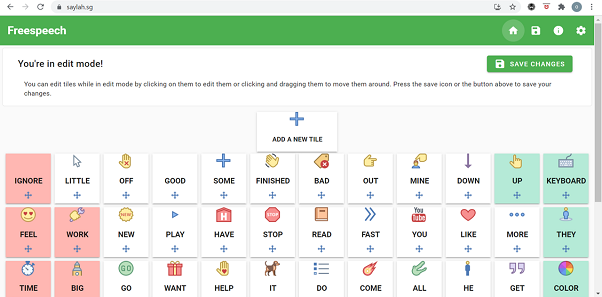 saylah.sg
Freespeech
You're in edit mode!
SAVE CHANGES
You can edit tiles while in edit mode by clicking on them to edit them or clicking and dragging them to move them around. Press the save icon or the button above to save your
changes.
ADD A NEW TILE
IGNORE LITTLE OFF GOOD SOME FINISHED BAD OUT MINE DOWN UP KEYBOARD
NEW STOP YOU
FEEL WORK NEW PLAY HAVE STOP READ FAST YOU LIKE MORE THEY
GO
TIME BIG GO WANT HELP IT DO COME ALL HE GET COLOR